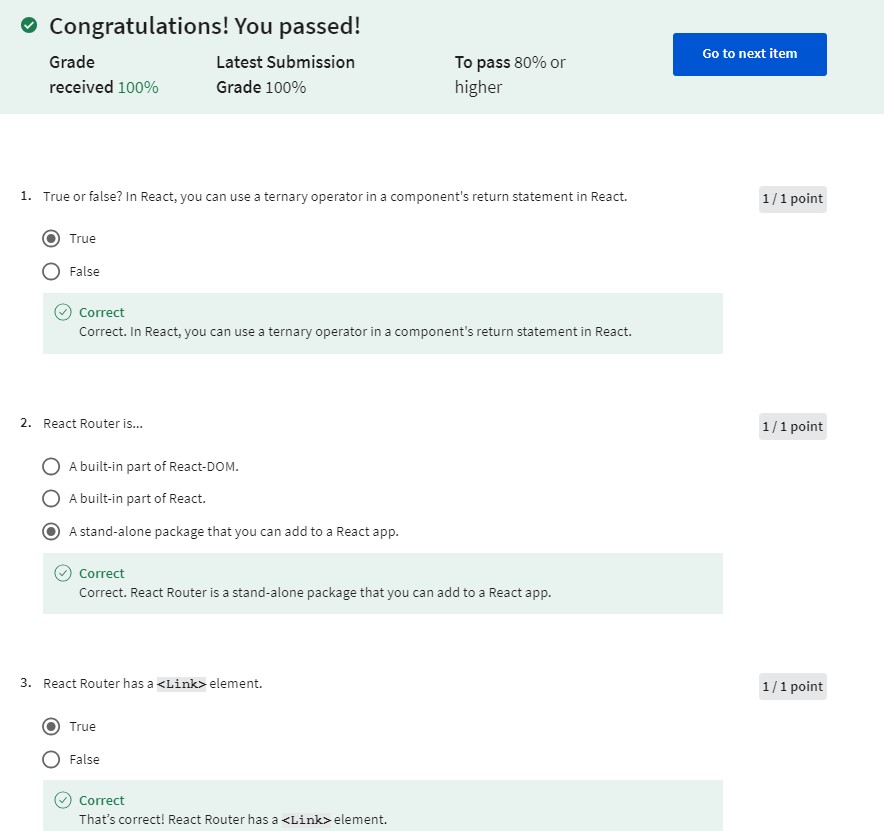 Congratulations! You passed!
Grade received 100%
Latest Submission Grade 100%
To pass 80% or higher
Go to next item
1. True or false? In React, you can use a ternary operator in a component's return statement in React.
1 / 1 point
True
False
Correct
Correct. In React, you can use a ternary operator in a component's return statement in React.
2. React Router is...
1 / 1 point
A built-in part of React-DOM.
A built-in part of React.
A stand-alone package that you can add to a React app.
Correct
Correct. React Router is a stand-alone package that you can add to a React app.
3. React Router has a <Link> element.
1 / 1 point
True
False
Correct
That's correct! React Router has a <Link> element.